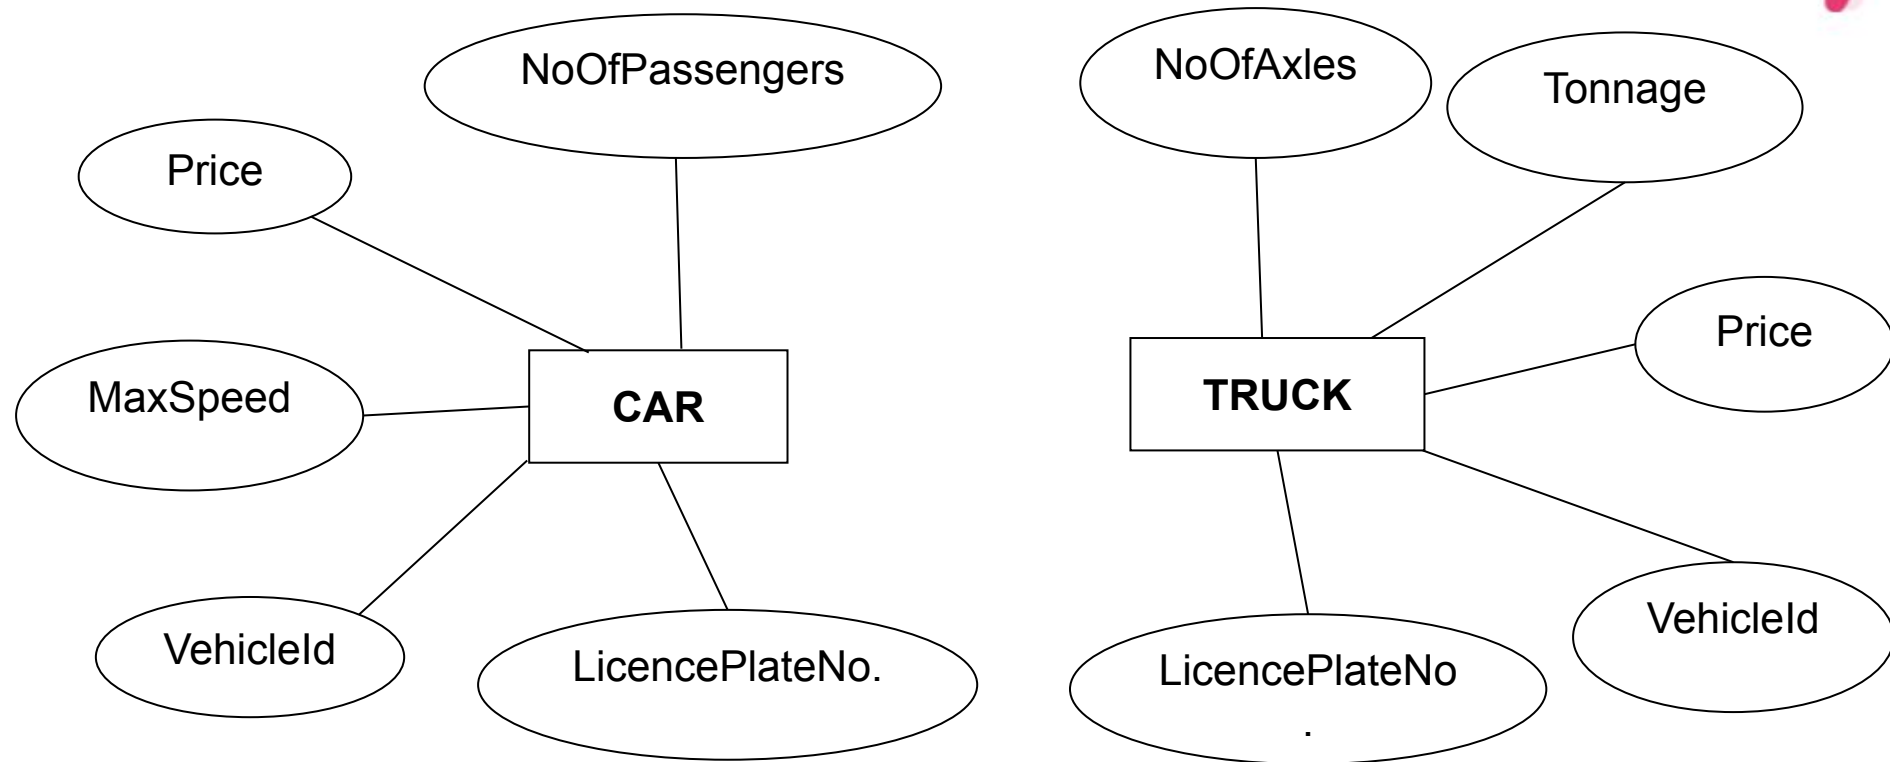 NoOfPassengers
Price
MaxSpeed
CAR
VehicleId
LicencePlateNo.
NoOfAxles
Tonnage
Price
TRUCK
VehicleId
LicencePlateNo
.